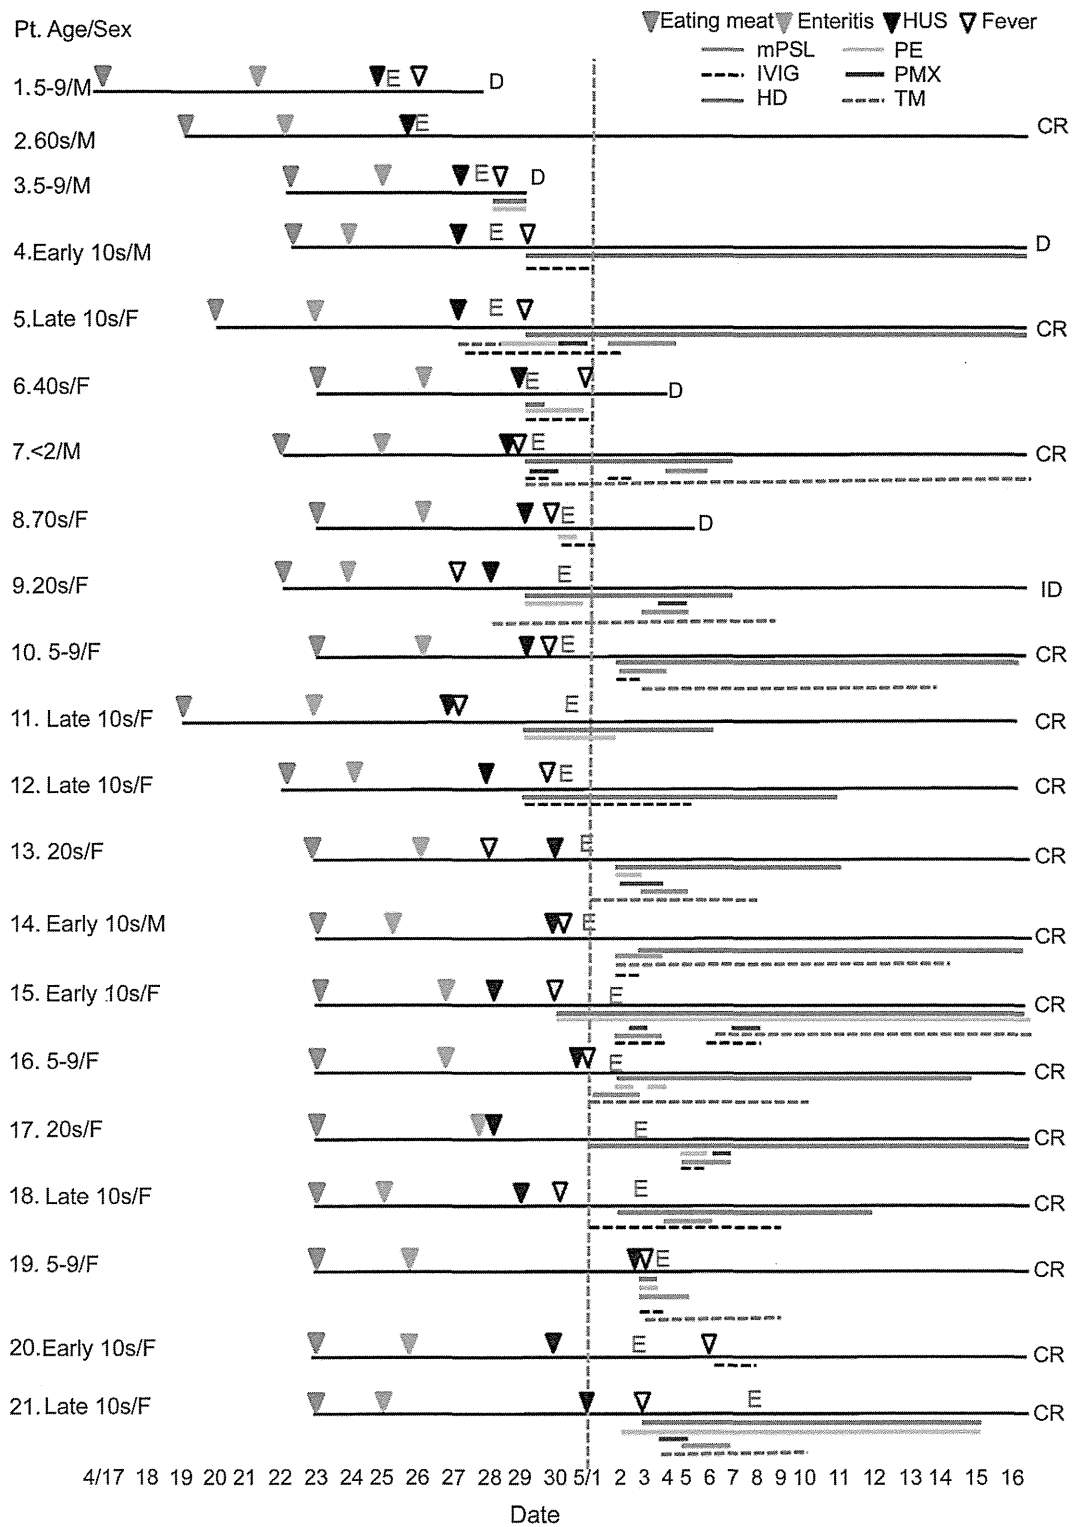 Pt. Age/Sex
Eating meat Enteritis HUS Fever
mPSL PE
IVIG PMX
HD TM
1.5-9/M E D
2.60s/M E CR
3.5-9/M E D
4.Early 10s/M E D
5.Late 10s/F E CR
6.40s/F E D
7.<2/M E CR
8.70s/F E D
9.20s/F E ID
10. 5-9/F E CR
11. Late 10s/F E CR
12. Late 10s/F E CR
13. 20s/F E CR
14. Early 10s/M E CR
15. Early 10s/F E CR
16. 5-9/F E CR
17. 20s/F E CR
18. Late 10s/F E CR
19. 5-9/F E CR
20.Early 10s/F E CR
21. Late 10s/F E CR
4/17 18 19 20 21 22 23 24 25 26 27 28 29 30 5/1 2 3 4 5 6 7 8 9 10 11 12 13 14 15 16
Date